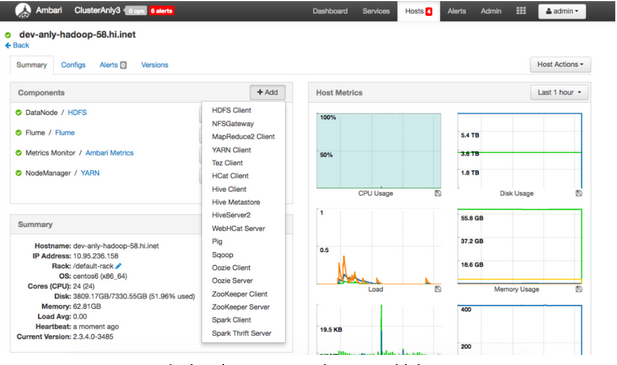 Ambari ClusterAnly3 0 ops 6 alerts Dashboard Services Hosts 4 Alerts Admin admin
dev-anly-hadoop-58.hi.inet
Back
Summary Configs Alerts 0 Versions Host Actions
Components + Add
DataNode / HDFS
Flume / Flume
Metrics Monitor / Ambari Metrics
NodeManager / YARN
HDFS Client
NFSGateway
MapReduce2 Client
YARN Client
Tez Client
HCat Client
Hive Client
Hive Metastore
HiveServer2
WebHCat Server
Pig
Sqoop
Oozie Client
Oozie Server
ZooKeeper Client
ZooKeeper Server
Spark Client
Spark Thrift Server
Summary
Hostname: dev-anly-hadoop-58.hi.inet
IP Address: 10.95.236.158
Rack: /default-rack
OS: centos6 (x86_64)
Cores (CPU): 24 (24)
Disk: 3809.17GB/7330.55GB (51.96% used)
Memory: 62.81GB
Load Avg: 0.00
Heartbeat: a moment ago
Current Version: 2.3.4.0-3485
Host Metrics Last 1 hour
100%
50%
CPU Usage
5.4 TB
3.6 TB
1.8 TB
Disk Usage
1
0.5
Load
55.8 GB
37.2 GB
18.6 GB
Memory Usage
19.5 KB
400
200